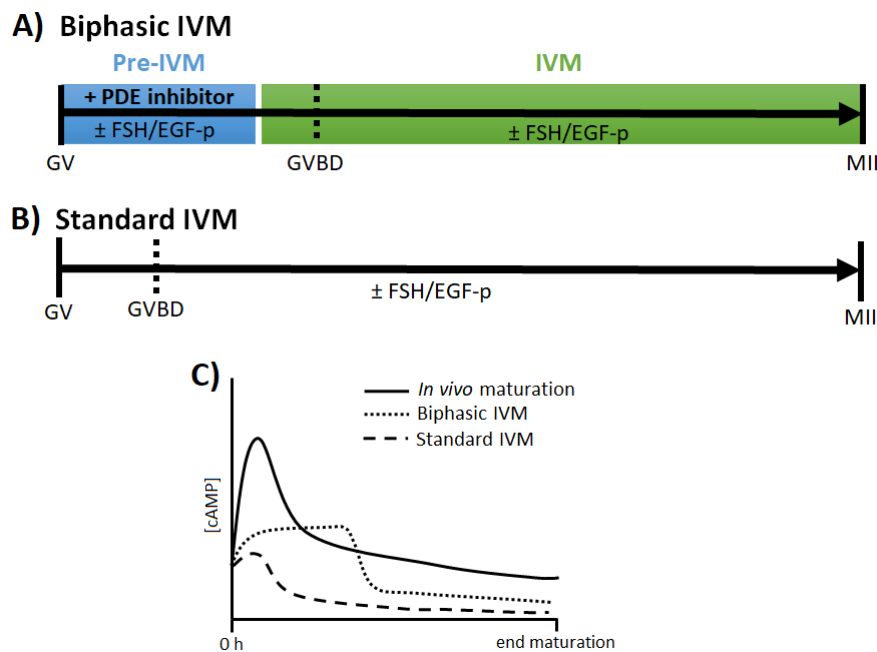 A) Biphasic IVM
Pre-IVM IVM
+ PDE inhibitor
± FSH/EGF-p ± FSH/EGF-p
GV GVBD MII
B) Standard IVM
± FSH/EGF-p
GV GVBD MII
C)
In vivo maturation
Biphasic IVM
Standard IVM
[cAMP]
0 h end maturation